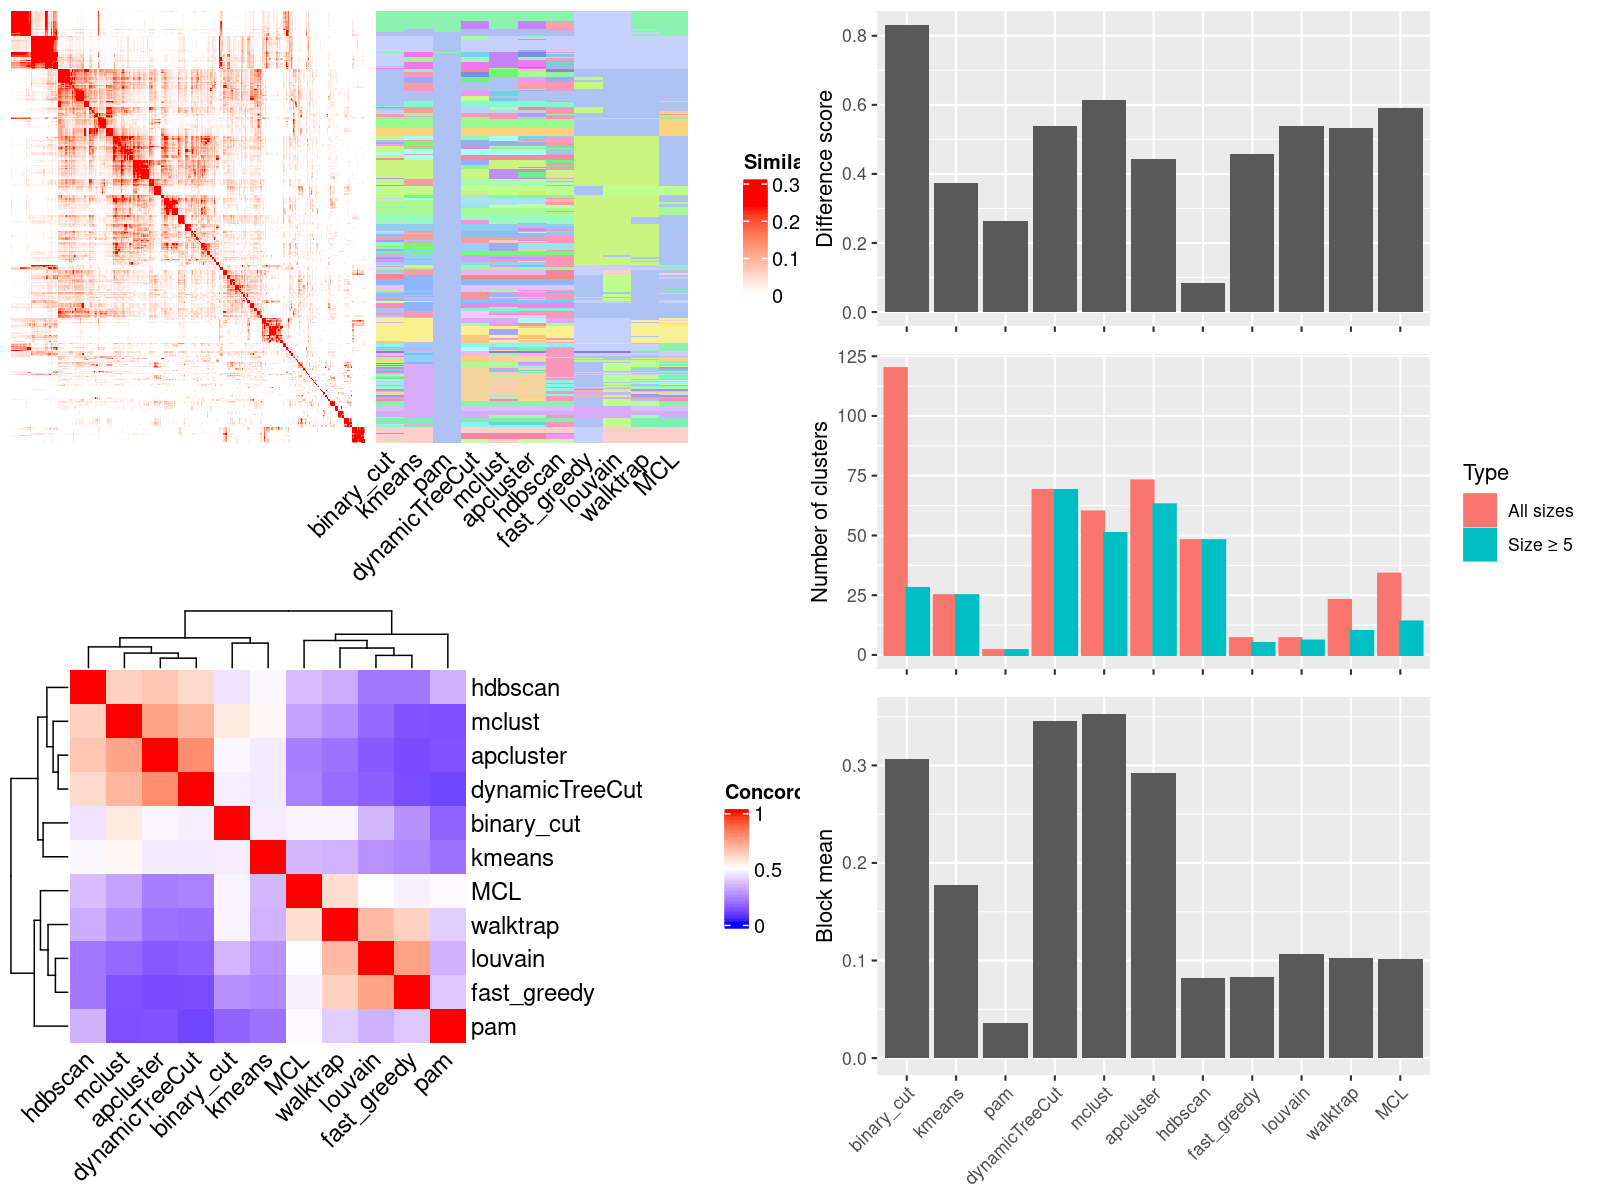 Simila
0.3
0.2
0.1
0
binary_cut
kmeans
pam
dynamicTreeCut
mclust
apcluster
hdbscan
fast_greedy
louvain
walktrap
MCL
hdbscan
mclust
apcluster
dynamicTreeCut
binary_cut
kmeans
MCL
walktrap
louvain
fast_greedy
pam
Concord
1
0.5
0
hdbscan
mclust
apcluster
dynamicTreeCut
binary_cut
kmeans
MCL
walktrap
louvain
fast_greedy
pam
Difference score
0.8
0.6
0.4
0.2
0.0
Number of clusters
125
100
75
50
25
0
Type
All sizes
Size ≥ 5
Block mean
0.3
0.2
0.1
0.0
binary_cut
kmeans
pam
dynamicTreeCut
mclust
apcluster
hdbscan
fast_greedy
louvain
walktrap
MCL